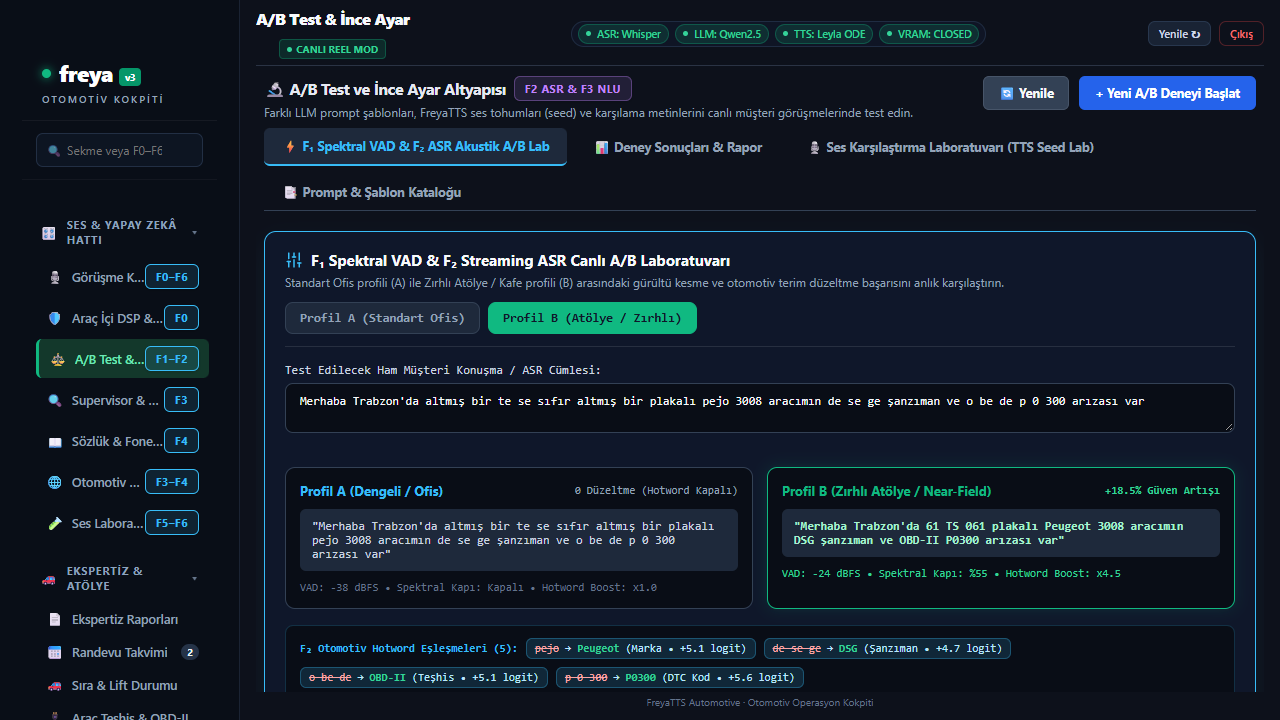 freya v3
OTOMOTİV KOKPİTİ
Sekme veya F0–F6
SES & YAPAY ZEKÂ
HATTI
Görüşme K... F0–F6
Araç İçi DSP &... F0
A/B Test &... F1–F2
Supervisor & ... F3
Sözlük & Fone... F4
Otomotiv ... F3–F4
Ses Labora... F5–F6
EKSPERTİZ &
ATÖLYE
Ekspertiz Raporları
Randevu Takvimi 2
Sıra & Lift Durumu
Araç Teşhis & OBD-II
A/B Test & İnce Ayar
CANLI REEL MOD
ASR: Whisper
LLM: Qwen2.5
TTS: Leyla ODE
VRAM: CLOSED
Yenile ↻
Çıkış
A/B Test ve İnce Ayar Altyapısı F2 ASR & F3 NLU
Farklı LLM prompt şablonları, FreyaTTS ses tohumları (seed) ve karşılama metinlerini canlı müşteri görüşmelerinde test edin.
Yenile
+ Yeni A/B Deneyi Başlat
F₁ Spektral VAD & F₂ ASR Akustik A/B Lab
Deney Sonuçları & Rapor
Ses Karşılaştırma Laboratuvarı (TTS Seed Lab)
Prompt & Şablon Kataloğu
F₁ Spektral VAD & F₂ Streaming ASR Canlı A/B Laboratuvarı
Standart Ofis profili (A) ile Zırhlı Atölye / Kafe profili (B) arasındaki gürültü kesme ve otomotiv terim düzeltme başarısını anlık karşılaştırın.
Profil A (Standart Ofis)
Profil B (Atölye / Zırhlı)
Test Edilecek Ham Müşteri Konuşma / ASR Cümlesi:
Merhaba Trabzon'da altmış bir te se sıfır altmış bir plakalı pejo 3008 aracımın de se ge şanzıman ve o be de p 0 300 arızası var
Profil A (Dengeli / Ofis)
0 Düzeltme (Hotword Kapalı)
"Merhaba Trabzon'da altmış bir te se sıfır altmış bir plakalı
pejo 3008 aracımın de se ge şanzıman ve o be de p 0 300
arızası var"
VAD: -38 dBFS • Spektral Kapı: Kapalı • Hotword Boost: x1.0
Profil B (Zırhlı Atölye / Near-Field)
+18.5% Güven Artışı
"Merhaba Trabzon'da 61 TS 061 plakalı Peugeot 3008 aracımın
DSG şanzıman ve OBD-II P0300 arızası var"
VAD: -24 dBFS • Spektral Kapı: %55 • Hotword Boost: x4.5
F₂ Otomotiv Hotword Eşleşmeleri (5): pejo → Peugeot (Marka • +5.1 logit) de se ge → DSG (Şanzıman • +4.7 logit)
o be de → OBD-II (Teşhis • +5.1 logit) p 0 300 → P0300 (DTC Kod • +5.6 logit)
FreyaTTS Automotive · Otomotiv Operasyon Kokpiti